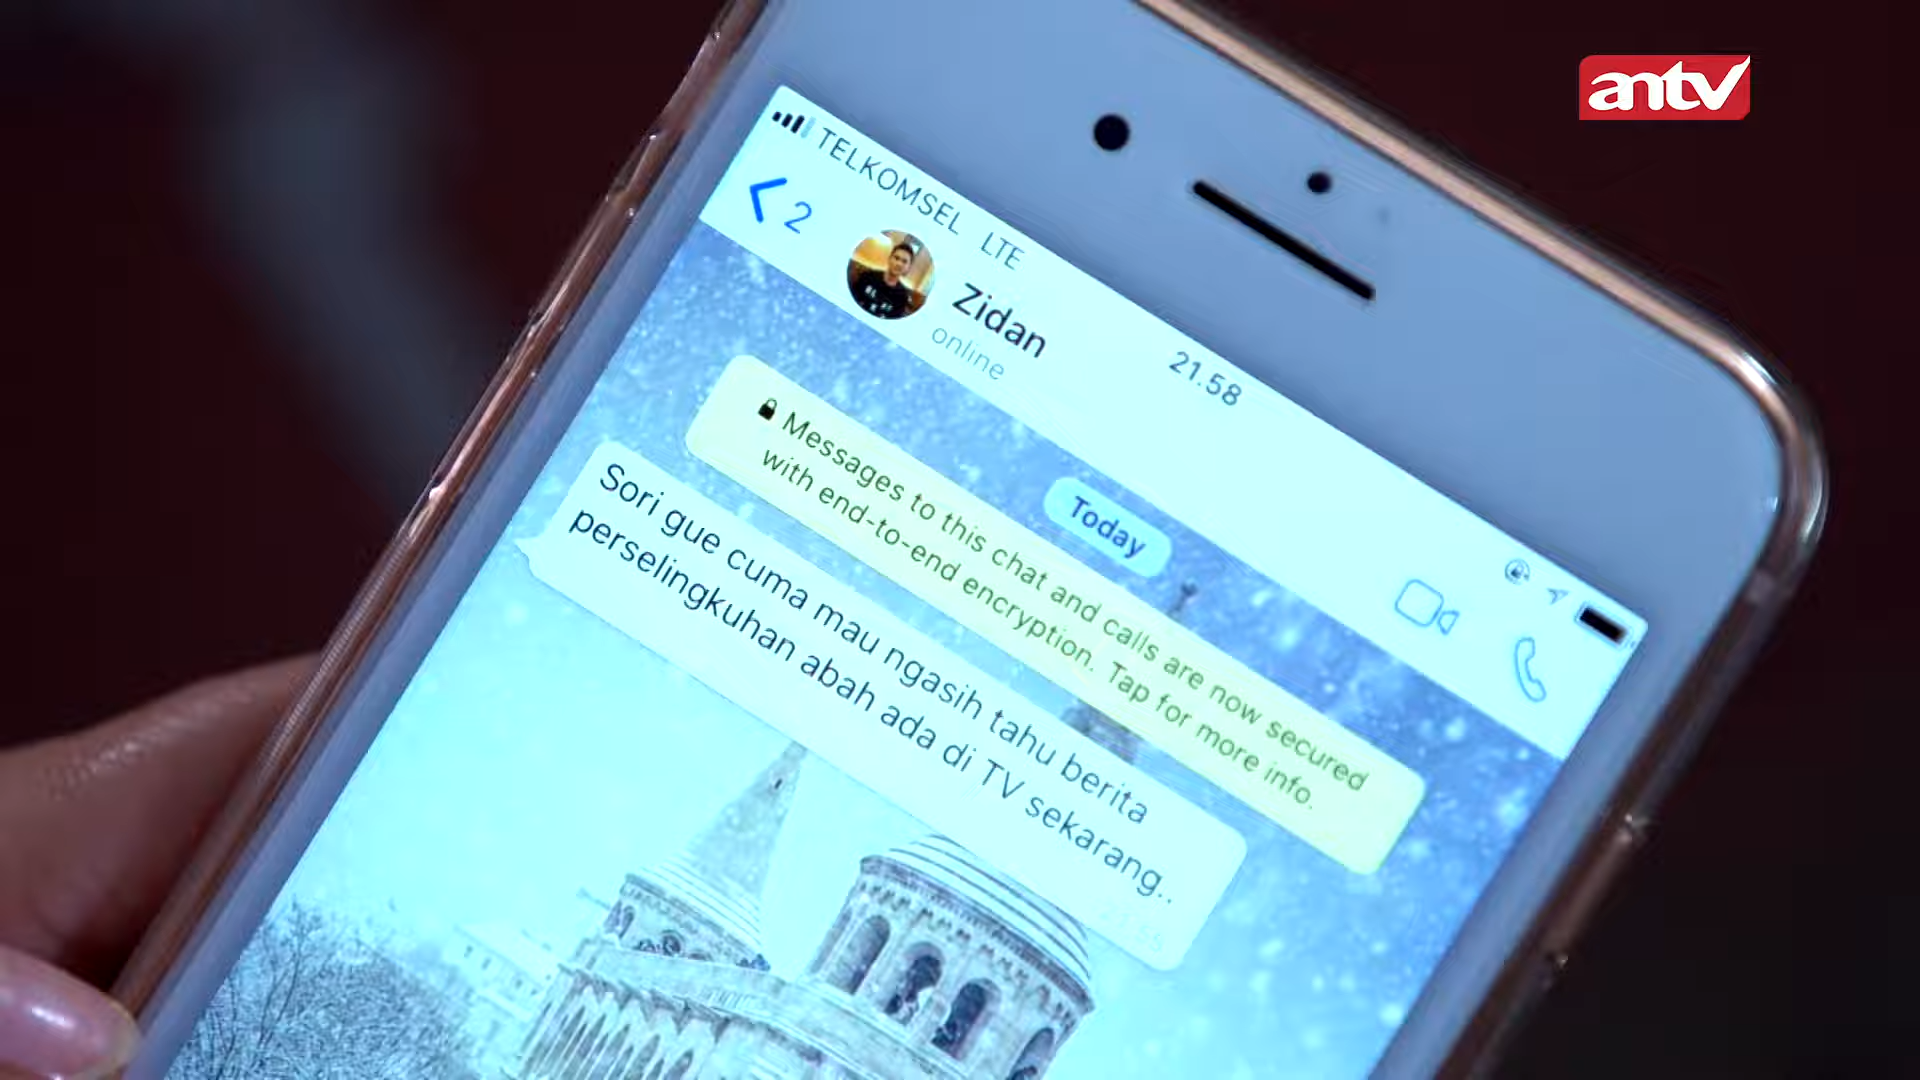 antv
TELKOMSEL LTE
21.58
2
Zidan
online
Today
Messages to this chat and calls are now secured
with end-to-end encryption. Tap for more info.
Sori gue cuma mau ngasih tahu berita
perselingkuhan abah ada di TV sekarang..